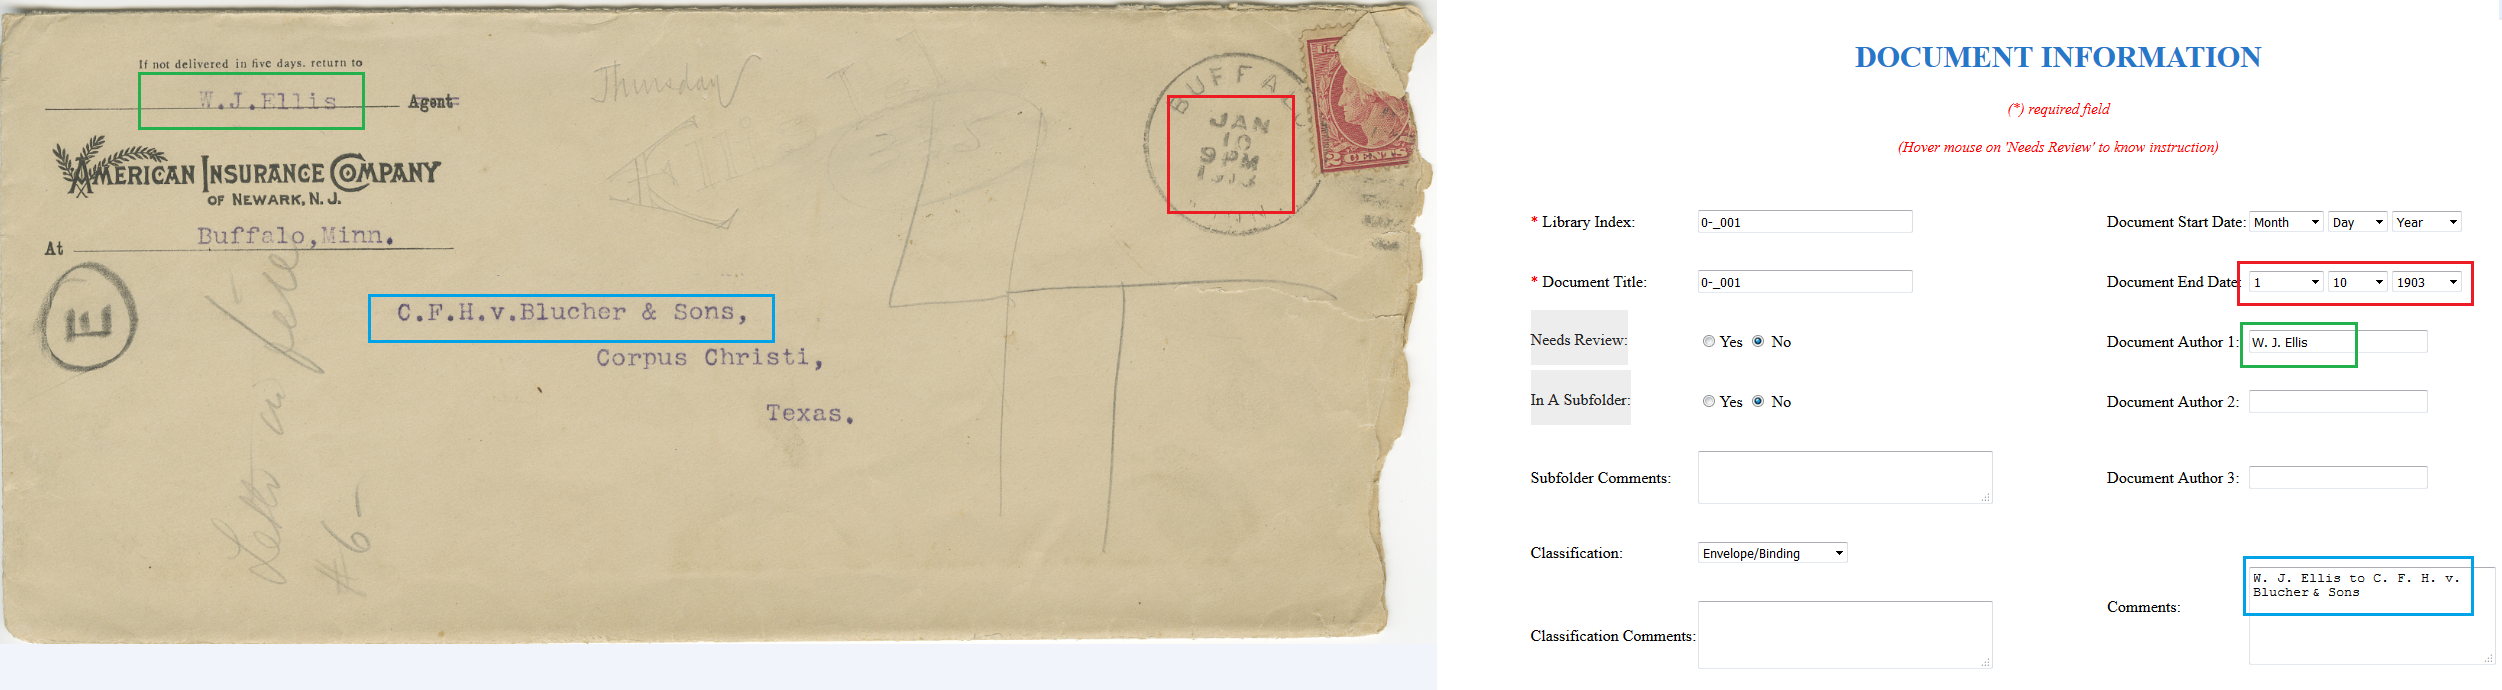 If not delivered in five days, return to
W.J.Ellis Agent
AMERICAN INSURANCE COMPANY
OF NEWARK, N. J.
At Buffalo,Minn.
E
Thursday
BUFFAL
JAN
10
9 PM
MINN.
U.S.
2 CENTS 2
C.F.H.v.Blucher & Sons,
Corpus Christi,
Texas.
Letter in file
#6-
DOCUMENT INFORMATION
(*) required field
(Hover mouse on 'Needs Review' to know instruction)
* Library Index: 0-_001
Document Start Date: Month Day Year
* Document Title: 0-_001
Document End Date: 1 10 1903
Needs Review: Yes No
Document Author 1: W. J. Ellis
In A Subfolder: Yes No
Document Author 2:
Subfolder Comments:
Document Author 3:
Classification: Envelope/Binding
Comments: W. J. Ellis to C. F. H. v.
Blucher & Sons
Classification Comments: